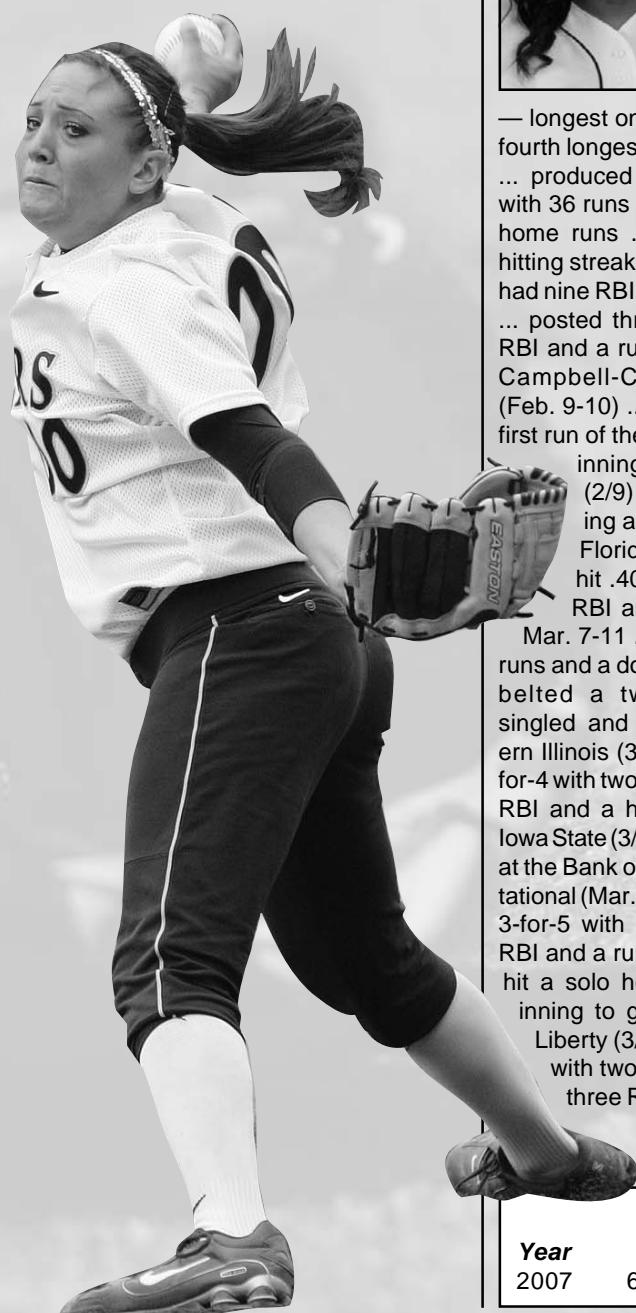 — longest on
fourth longest
... produced
with 36 runs
home runs .
hitting streak
had nine RBI
... posted thr
RBI and a ru
Campbell-C
(Feb. 9-10) ..
first run of the
inning
(2/9)
ing a
Florid
hit .40
RBI a
Mar. 7-11 .
runs and a do
belted a tw
singled and
ern Illinois (3
for-4 with two
RBI and a h
Iowa State (3/
at the Bank o
tational (Mar.
3-for-5 with
RBI and a ru
hit a solo h
inning to g
Liberty (3/
with two
three R
RS
EASTON
Year
2007 6